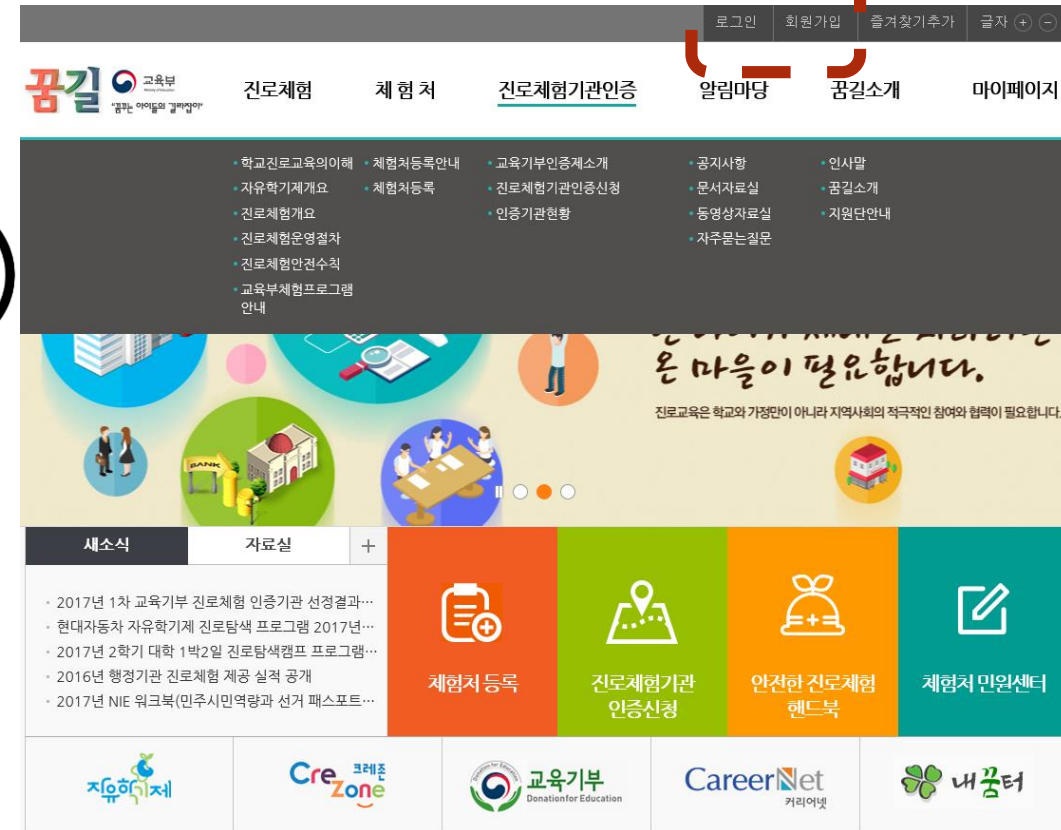 로그인 회원가입 즐겨찾기추가 글자 + -
꿈길 교육부
"꿈꾸는 아이들의 길라잡이"
진로체험 체 험 처 진로체험기관인증 알림마당 꿈길소개 마이페이지
학교진로교육의이해
자유학기제개요
진로체험개요
진로체험운영절차
진로체험안전수칙
교육부체험프로그램
안내
체험처등록안내
체험처등록
교육기부인증제소개
진로체험기관인증신청
인증기관현황
공지사항
문서자료실
동영상자료실
자주묻는질문
인사말
꿈길소개
지원단안내
온 마을이 필요합니다.
진로교육은 학교와 가정만이 아니라 지역사회의 적극적인 참여와 협력이 필요합니다.
BANK
새소식 자료실 +
2017년 1차 교육기부 진로체험 인증기관 선정결과…
현대자동차 자유학기제 진로탐색 프로그램 2017년…
2017년 2학기 대학 1박2일 진로탐색캠프 프로그램…
2016년 행정기관 진로체험 제공 실적 공개
2017년 NIE 워크북(민주시민역량과 선거 패스포트…
체험처 등록
진로체험기관
인증신청
안전한 진로체험
핸드북
체험처 민원센터
자유학기제
Cre 크레존
Zone
교육기부
Donation for Education
CareerNet
커리어넷
내꿈터